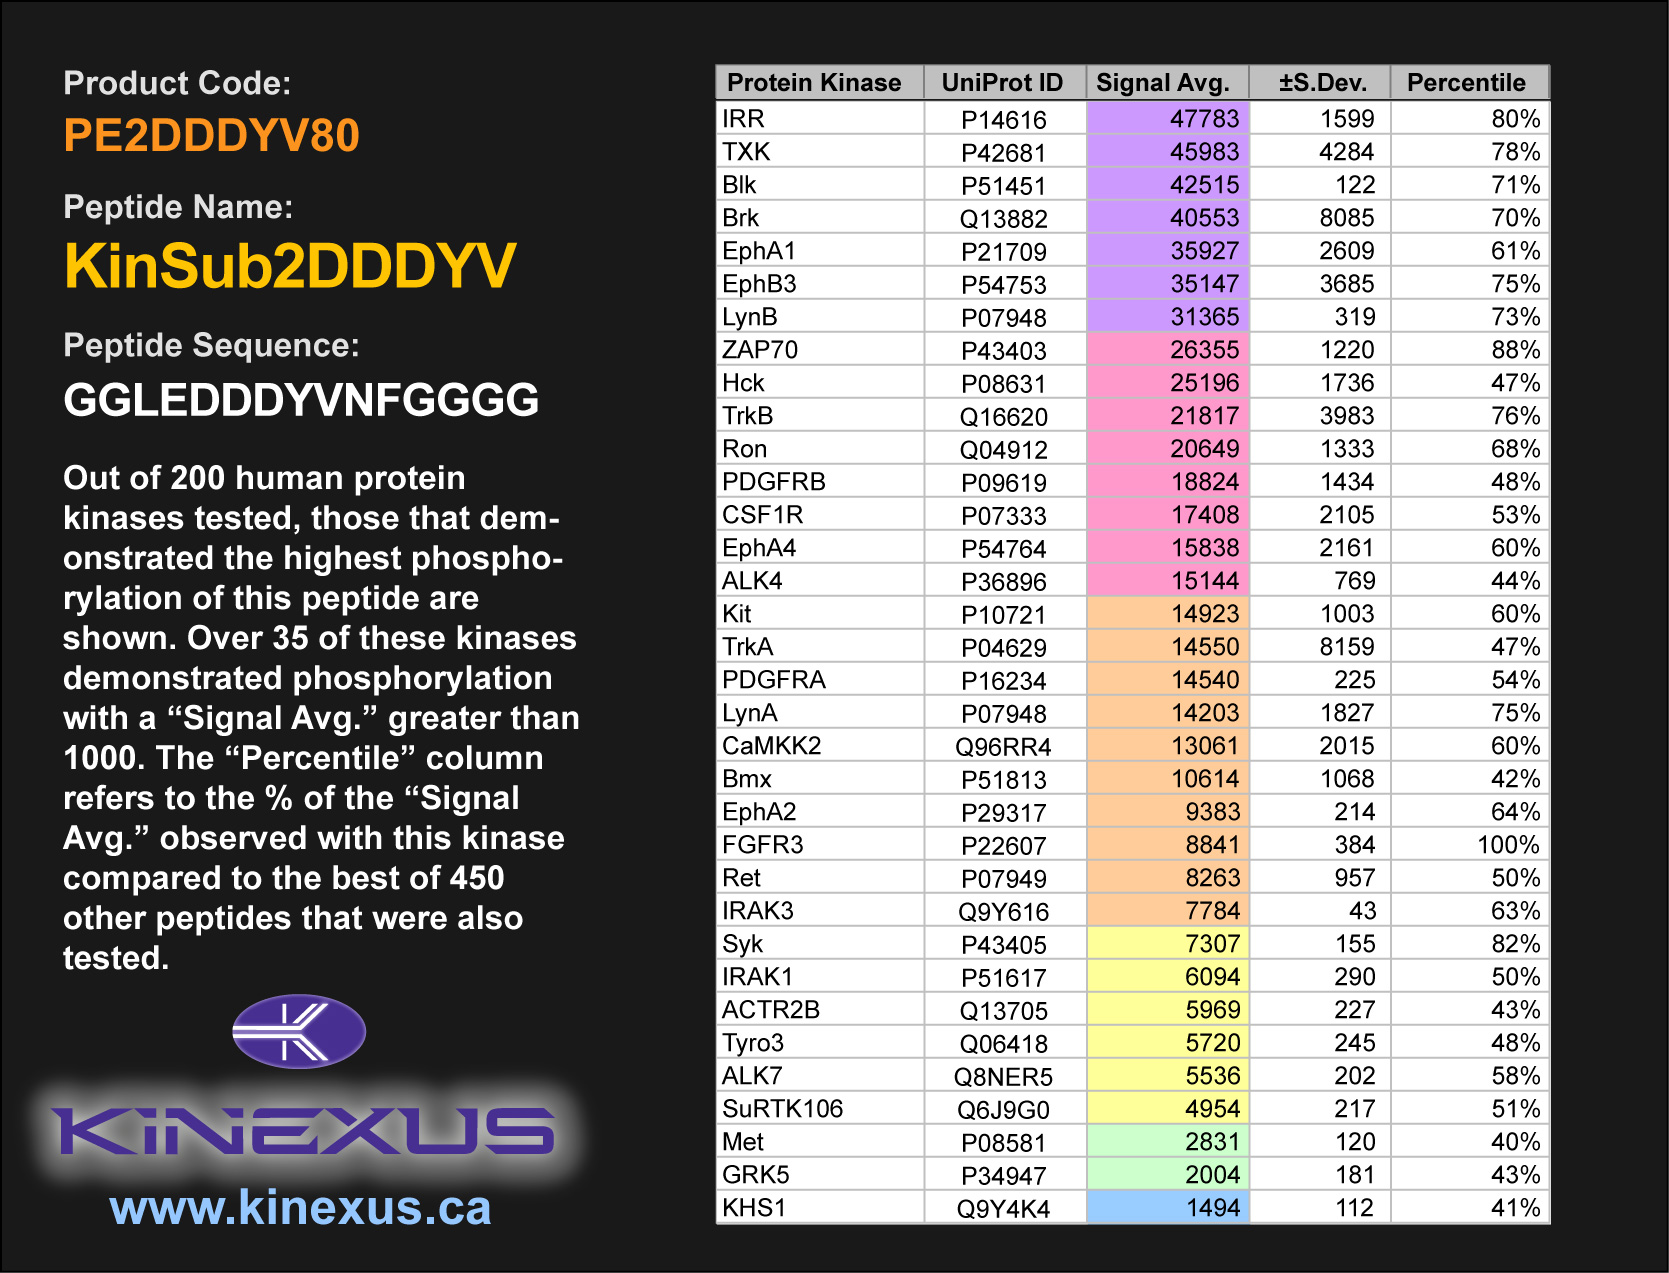 Product Code:
PE2DDDYV80
Peptide Name:
KinSub2DDDYV
Peptide Sequence:
GGLEDDDYVNFGGGG
Out of 200 human protein
kinases tested, those that dem-
onstrated the highest phospho-
rylation of this peptide are
shown. Over 35 of these kinases
demonstrated phosphorylation
with a “Signal Avg.” greater than
1000. The “Percentile” column
refers to the % of the “Signal
Avg.” observed with this kinase
compared to the best of 450
other peptides that were also
tested.
KINEXUS
www.kinexus.ca
Protein Kinase UniProt ID Signal Avg. ±S.Dev. Percentile
IRR P14616 47783 1599 80%
TXK P42681 45983 4284 78%
Blk P51451 42515 122 71%
Brk Q13882 40553 8085 70%
EphA1 P21709 35927 2609 61%
EphB3 P54753 35147 3685 75%
LynB P07948 31365 319 73%
ZAP70 P43403 26355 1220 88%
Hck P08631 25196 1736 47%
TrkB Q16620 21817 3983 76%
Ron Q04912 20649 1333 68%
PDGFRB P09619 18824 1434 48%
CSF1R P07333 17408 2105 53%
EphA4 P54764 15838 2161 60%
ALK4 P36896 15144 769 44%
Kit P10721 14923 1003 60%
TrkA P04629 14550 8159 47%
PDGFRA P16234 14540 225 54%
LynA P07948 14203 1827 75%
CaMKK2 Q96RR4 13061 2015 60%
Bmx P51813 10614 1068 42%
EphA2 P29317 9383 214 64%
FGFR3 P22607 8841 384 100%
Ret P07949 8263 957 50%
IRAK3 Q9Y616 7784 43 63%
Syk P43405 7307 155 82%
IRAK1 P51617 6094 290 50%
ACTR2B Q13705 5969 227 43%
Tyro3 Q06418 5720 245 48%
ALK7 Q8NER5 5536 202 58%
SuRTK106 Q6J9G0 4954 217 51%
Met P08581 2831 120 40%
GRK5 P34947 2004 181 43%
KHS1 Q9Y4K4 1494 112 41%